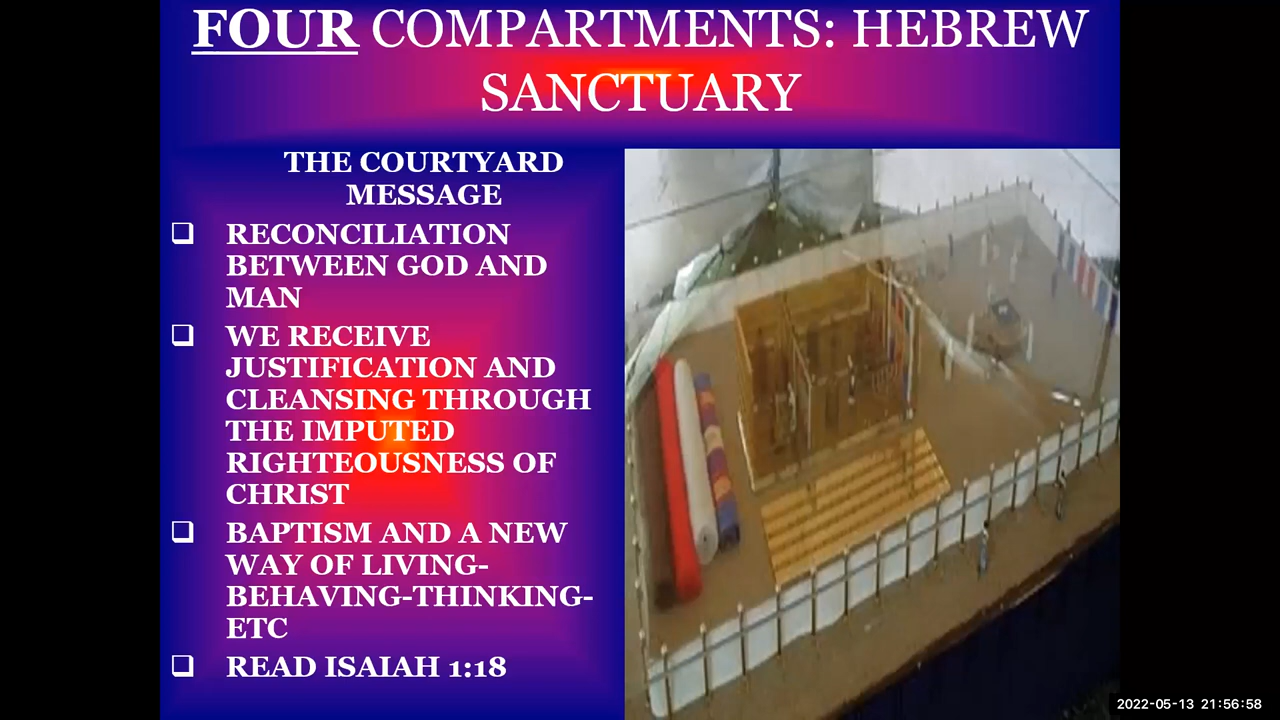 FOUR COMPARTMENTS: HEBREW
SANCTUARY
THE COURTYARD
MESSAGE
❑ RECONCILIATION
BETWEEN GOD AND
MAN
❑ WE RECEIVE
JUSTIFICATION AND
CLEANSING THROUGH
THE IMPUTED
RIGHTEOUSNESS OF
CHRIST
❑ BAPTISM AND A NEW
WAY OF LIVING-
BEHAVING-THINKING-
ETC
❑ READ ISAIAH 1:18
2022-05-13 21:56:58